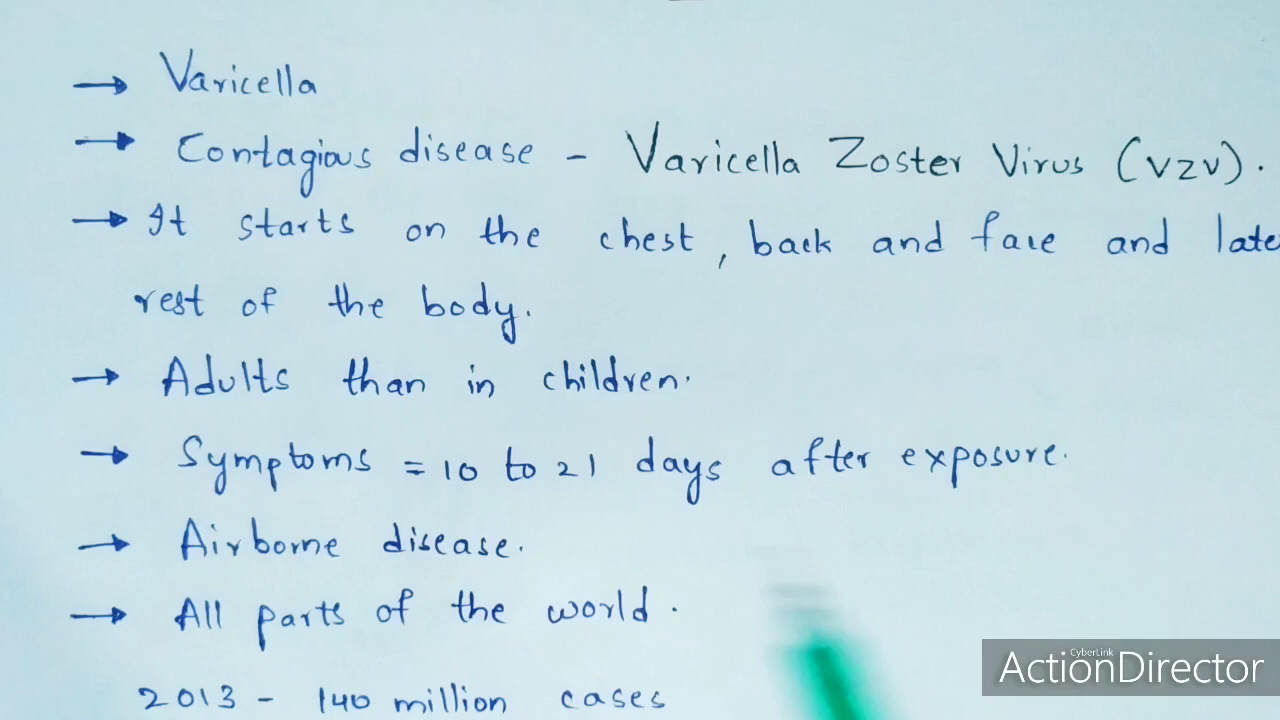 → Varicella
→ Contagious disease - Varicella Zoster Virus (VZV).
→ It starts on the chest, back and face and late
rest of the body.
→ Adults than in children.
→ Symptoms = 10 to 21 days after exposure.
→ Airborne disease.
→ All parts of the world.
2013 - 140 million cases
CyberLink
ActionDirector